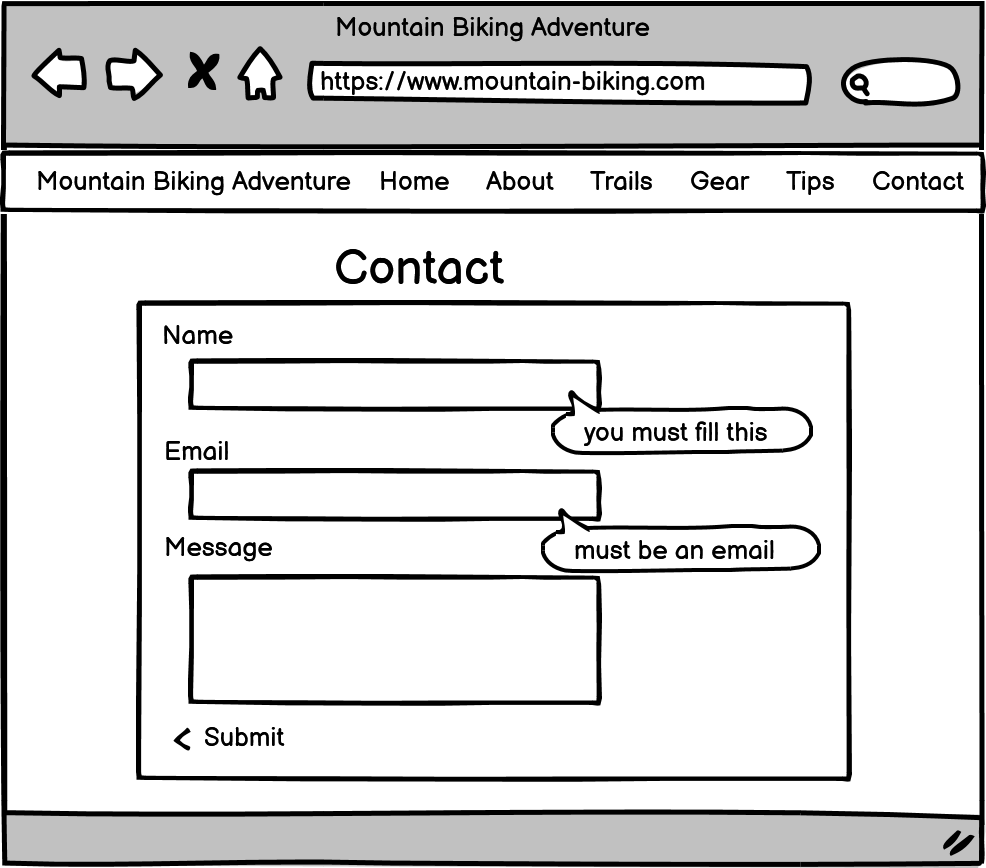 Mountain Biking Adventure
https://www.mountain-biking.com
Mountain Biking Adventure Home About Trails Gear Tips Contact
Contact
Name
you must fill this
Email
must be an email
Message
< Submit